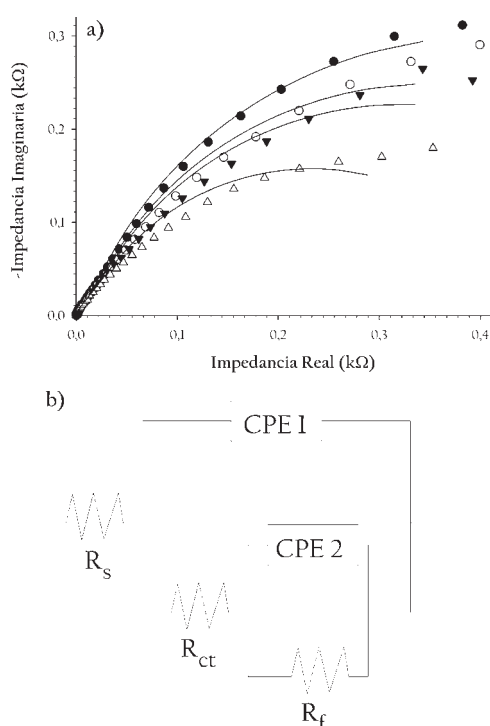 a)
0,3
0,2
0,1
0,0
-Impedancia Imaginaria (kΩ)
0,0 0,1 0,2 0,3 0,4
Impedancia Real (kΩ)
b)
CPE 1
Rs
CPE 2
Rct
Rf